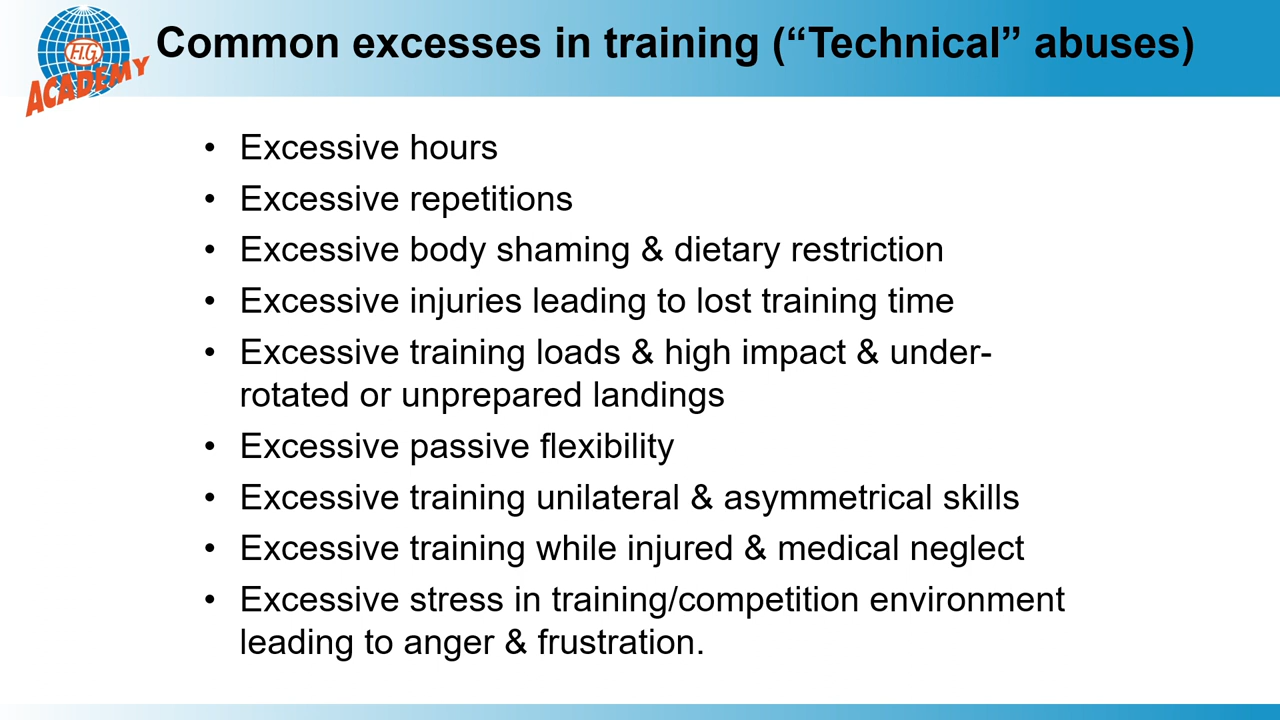 F.I.G.
ACADEMY
Common excesses in training (“Technical” abuses)
• Excessive hours
• Excessive repetitions
• Excessive body shaming & dietary restriction
• Excessive injuries leading to lost training time
• Excessive training loads & high impact & under-
rotated or unprepared landings
• Excessive passive flexibility
• Excessive training unilateral & asymmetrical skills
• Excessive training while injured & medical neglect
• Excessive stress in training/competition environment
leading to anger & frustration.